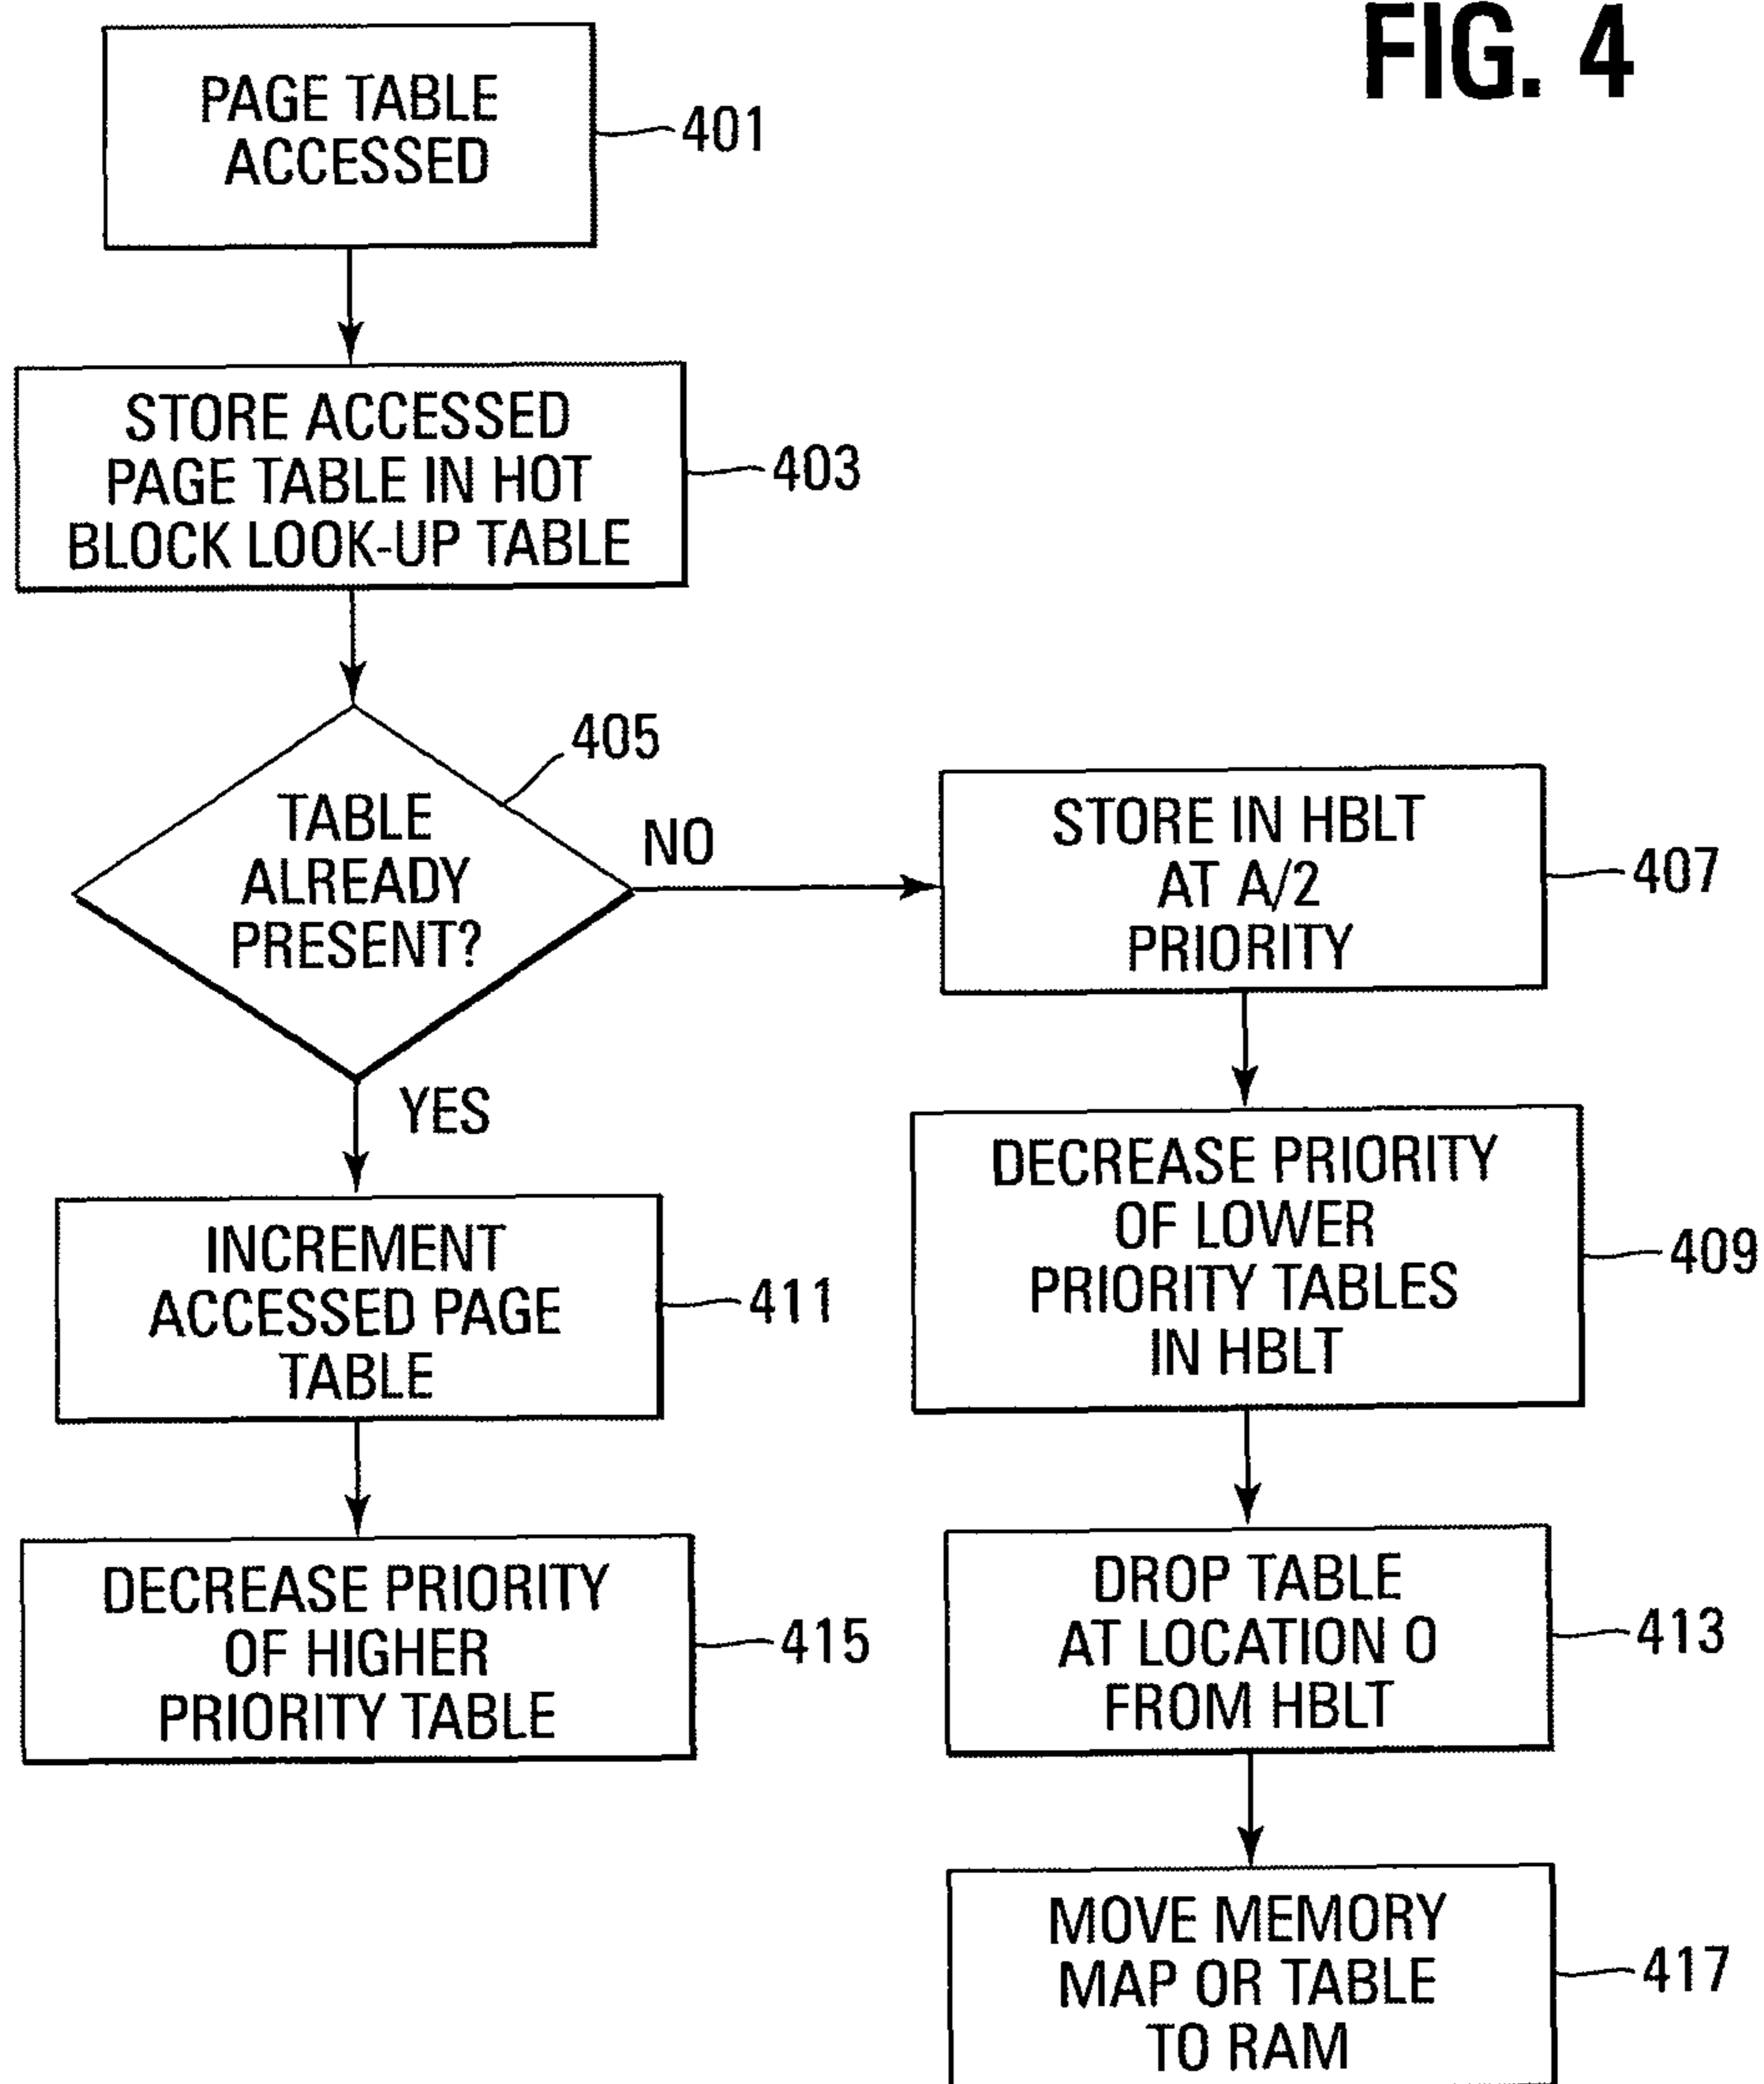 FIG. 4
PAGE TABLE
ACCESSED
401
STORE ACCESSED
PAGE TABLE IN HOT
BLOCK LOOK-UP TABLE
403
TABLE
ALREADY
PRESENT?
405
NO
YES
STORE IN HBLT
AT A/2
PRIORITY
407
DECREASE PRIORITY
OF LOWER
PRIORITY TABLES
IN HBLT
409
INCREMENT
ACCESSED PAGE
TABLE
411
DECREASE PRIORITY
OF HIGHER
PRIORITY TABLE
415
DROP TABLE
AT LOCATION 0
FROM HBLT
413
MOVE MEMORY
MAP OR TABLE
TO RAM
417